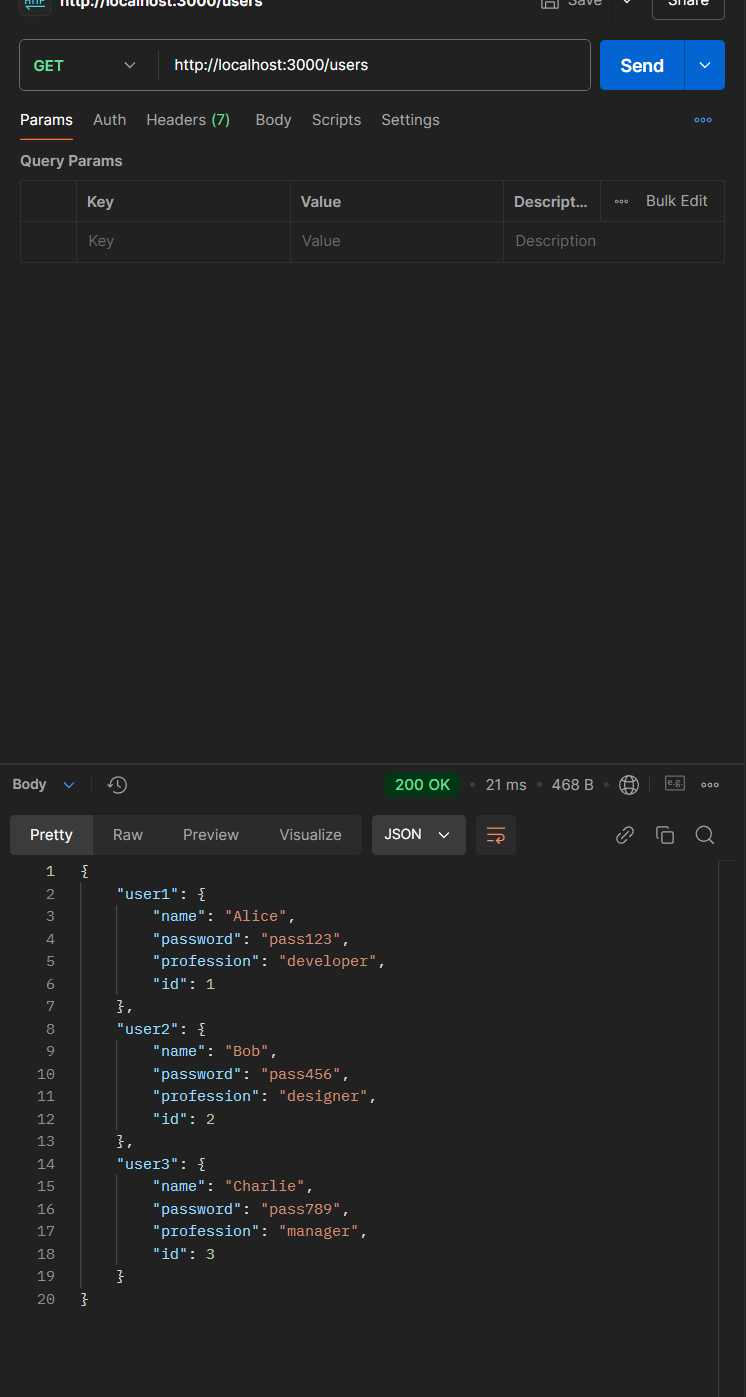 HTTP http://localhost:3000/users Save Share
GET http://localhost:3000/users Send
Params Auth Headers (7) Body Scripts Settings
Query Params
Key Value Descript... Bulk Edit
Key Value Description
Body 200 OK • 21 ms • 468 B • e.g.
Pretty Raw Preview Visualize JSON
1 {
2 "user1": {
3 "name": "Alice",
4 "password": "pass123",
5 "profession": "developer",
6 "id": 1
7 },
8 "user2": {
9 "name": "Bob",
10 "password": "pass456",
11 "profession": "designer",
12 "id": 2
13 },
14 "user3": {
15 "name": "Charlie",
16 "password": "pass789",
17 "profession": "manager",
18 "id": 3
19 }
20 }